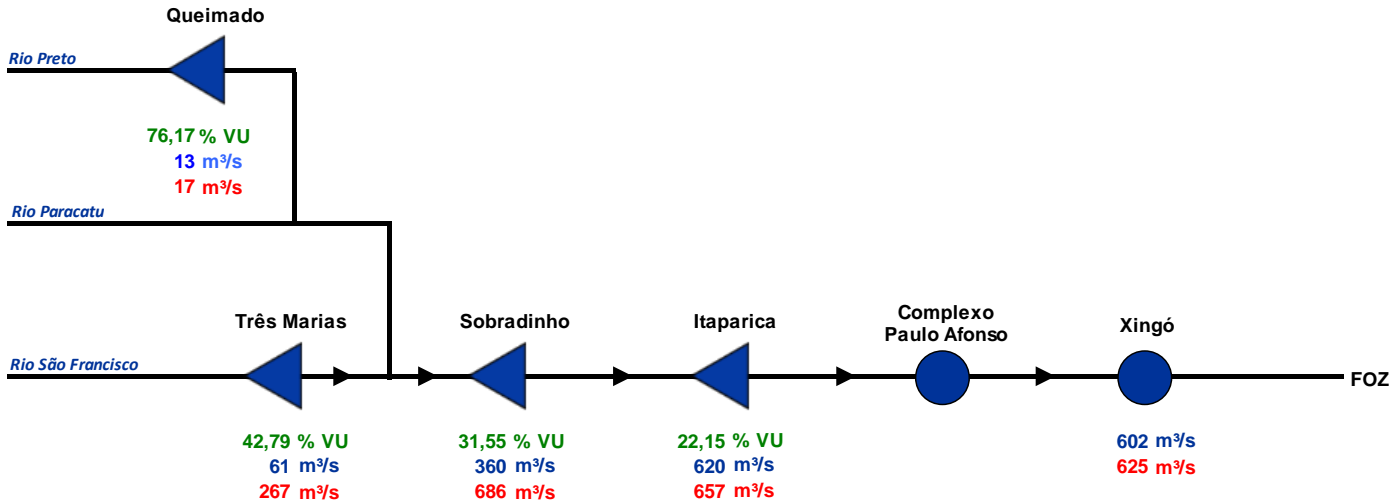 Queimado
Rio Preto
76,17 % VU
13 m³/s
17 m³/s
Rio Paracatu
Três Marias
Sobradinho
Itaparica
Complexo
Paulo Afonso
Xingó
Rio São Francisco
FOZ
42,79 % VU
61 m³/s
267 m³/s
31,55 % VU
360 m³/s
686 m³/s
22,15 % VU
620 m³/s
657 m³/s
602 m³/s
625 m³/s